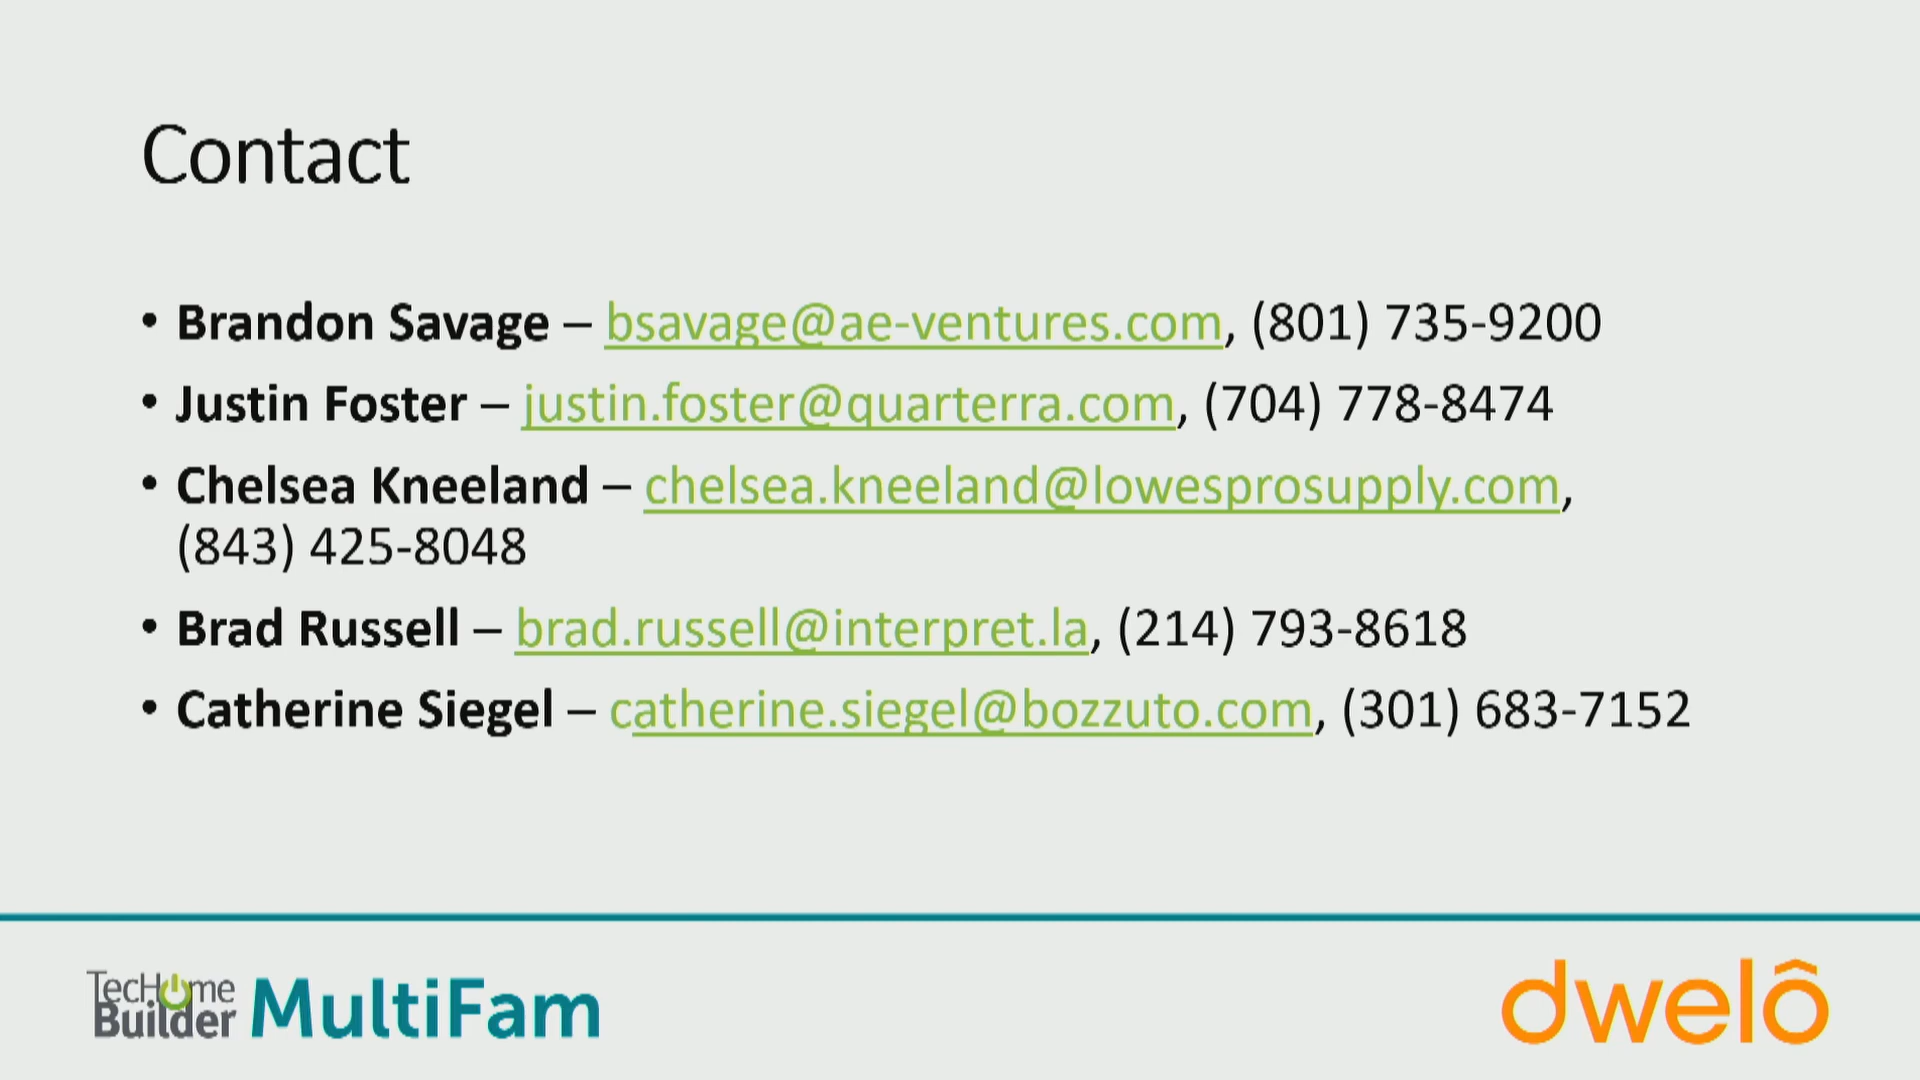 Contact
• Brandon Savage – bsavage@ae-ventures.com, (801) 735-9200
• Justin Foster – justin.foster@quarterra.com, (704) 778-8474
• Chelsea Kneeland – chelsea.kneeland@lowesprosupply.com,
(843) 425-8048
• Brad Russell – brad.russell@interpret.la, (214) 793-8618
• Catherine Siegel – catherine.siegel@bozzuto.com, (301) 683-7152
TecHome
Builder MultiFam
dwelô